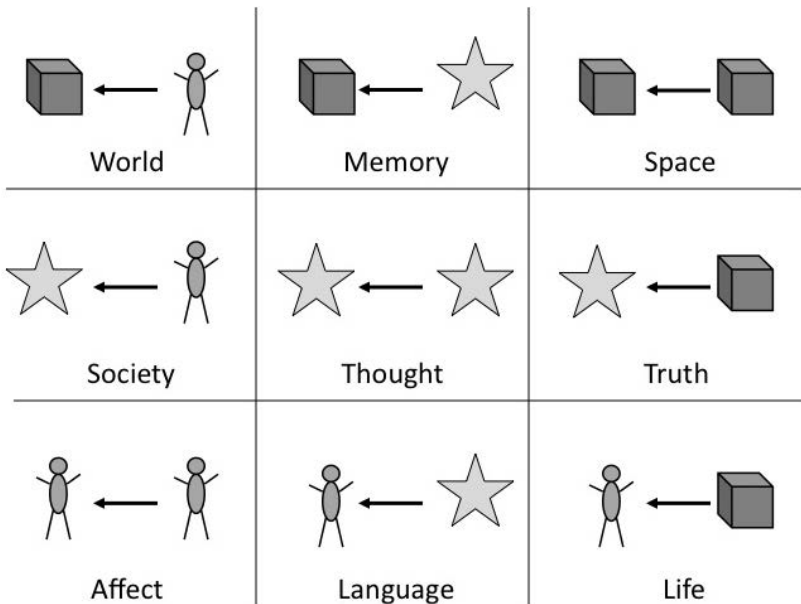 World
Memory
Space
Society
Thought
Truth
Affect
Language
Life